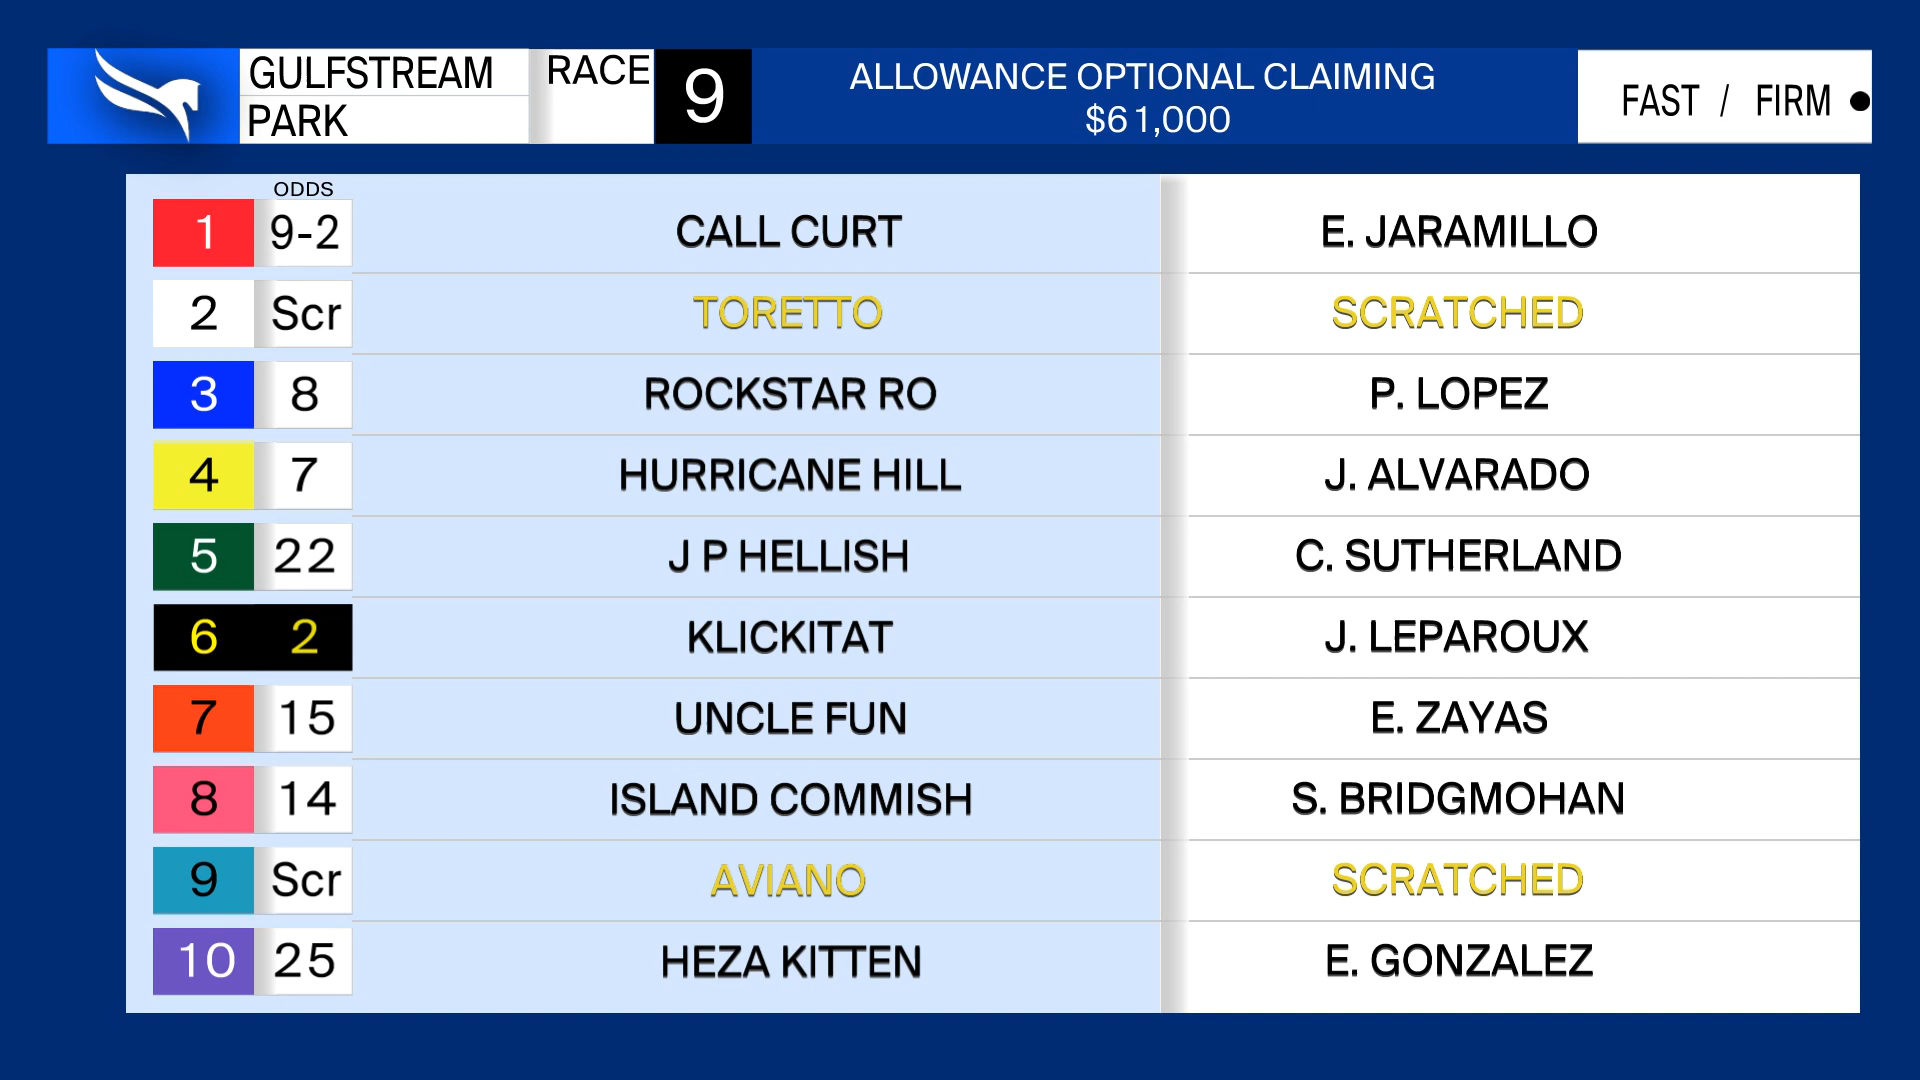 GULFSTREAM
PARK
RACE
9
ALLOWANCE OPTIONAL CLAIMING
$61,000
FAST / FIRM
ODDS
1 9-2 CALL CURT E. JARAMILLO
2 Scr TORETTO SCRATCHED
3 8 ROCKSTAR RO P. LOPEZ
4 7 HURRICANE HILL J. ALVARADO
5 22 J P HELLISH C. SUTHERLAND
6 2 KLICKITAT J. LEPAROUX
7 15 UNCLE FUN E. ZAYAS
8 14 ISLAND COMMISH S. BRIDGMOHAN
9 Scr AVIANO SCRATCHED
10 25 HEZA KITTEN E. GONZALEZ